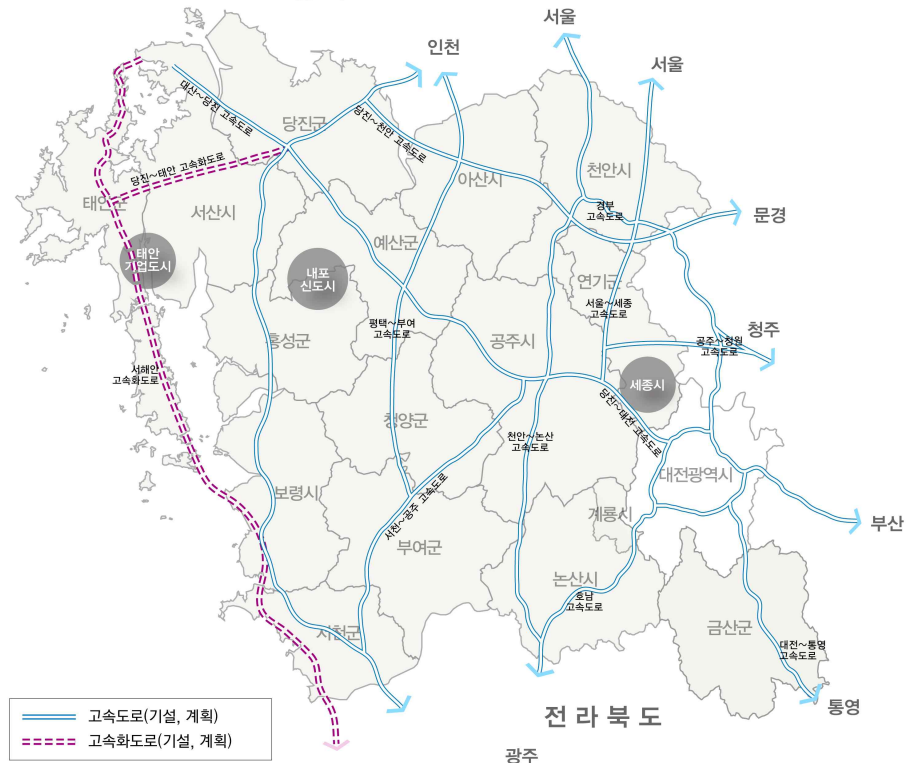 서울
인천
서울
대산~당진 고속도로
당진군
당진~천안 고속도로
당진~태안 고속화도로
아산시
천안시
태안군
서산시
경부
고속도로
문경
예산군
태안
기업도시
내포
신도시
연기군
서울~세종
고속도로
평택~부여
고속도로
홍성군
공주시
청주
공주~청원
고속도로
서해안
고속화도로
세종시
당진~대전 고속도로
청양군
천안~논산
고속도로
대전광역시
보령시
서천~공주 고속도로
계룡시
부여군
부산
논산시
호남
고속도로
서천군
금산군
대전~통영
고속도로
통영
전라북도
고속도로(기설, 계획)
고속화도로(기설, 계획)
광주